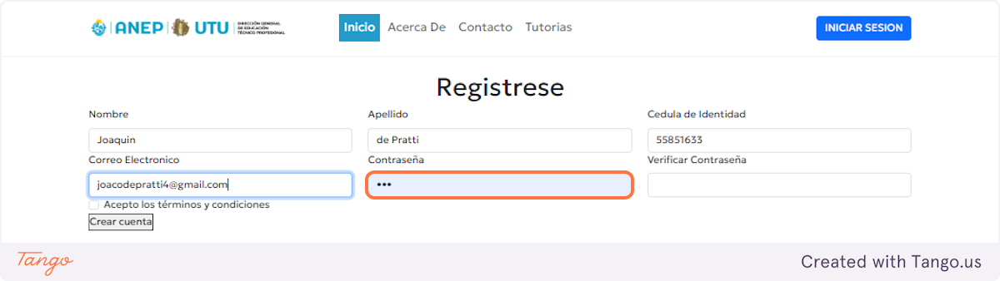 ANEP UTU DIRECCIÓN GENERAL
DE EDUCACIÓN
TÉCNICO PROFESIONAL
Inicio Acerca De Contacto Tutorias
INICIAR SESION
Registrese
Nombre Apellido Cedula de Identidad
Joaquin de Pratti 55851633
Correo Electronico Contraseña Verificar Contraseña
joacodepratti4@gmail.com •••
Acepto los términos y condiciones
Crear cuenta
Tango Created with Tango.us